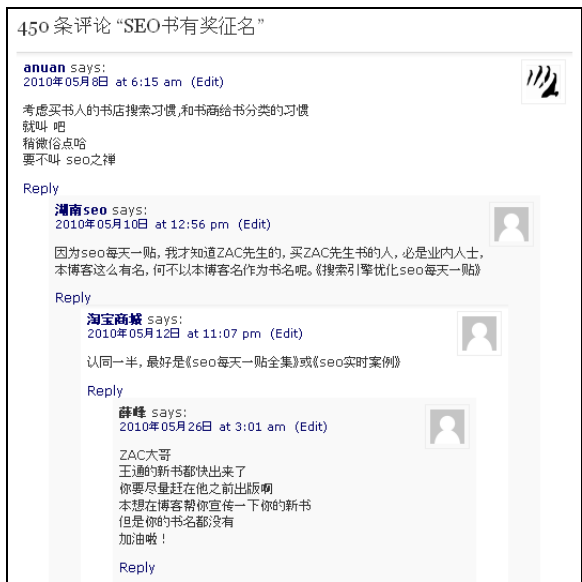 450 条评论 “SEO书有奖征名”
anuan says:
2010年05月8日 at 6:15 am (Edit)
考虑买书人的书店搜索习惯,和书商给书分类的习惯
就叫 吧
稍微俗点哈
要不叫 seo之禅
Reply
湖南seo says:
2010年05月10日 at 12:56 pm (Edit)
因为seo每天一贴, 我才知道ZAC先生的, 买ZAC先生书的人, 必是业内人士,
本博客这么有名, 何不以本博客名作为书名呢。《搜索引擎优化seo每天一贴》
Reply
淘宝商城 says:
2010年05月12日 at 11:07 pm (Edit)
认同一半, 最好是《seo每天一贴全集》或《seo实时案例》
Reply
薛峰 says:
2010年05月26日 at 3:01 am (Edit)
ZAC大哥
王通的新书都快出来了
你要尽量赶在他之前出版啊
本想在博客帮你宣传一下你的新书
但是你的书名都没有
加油啦！
Reply